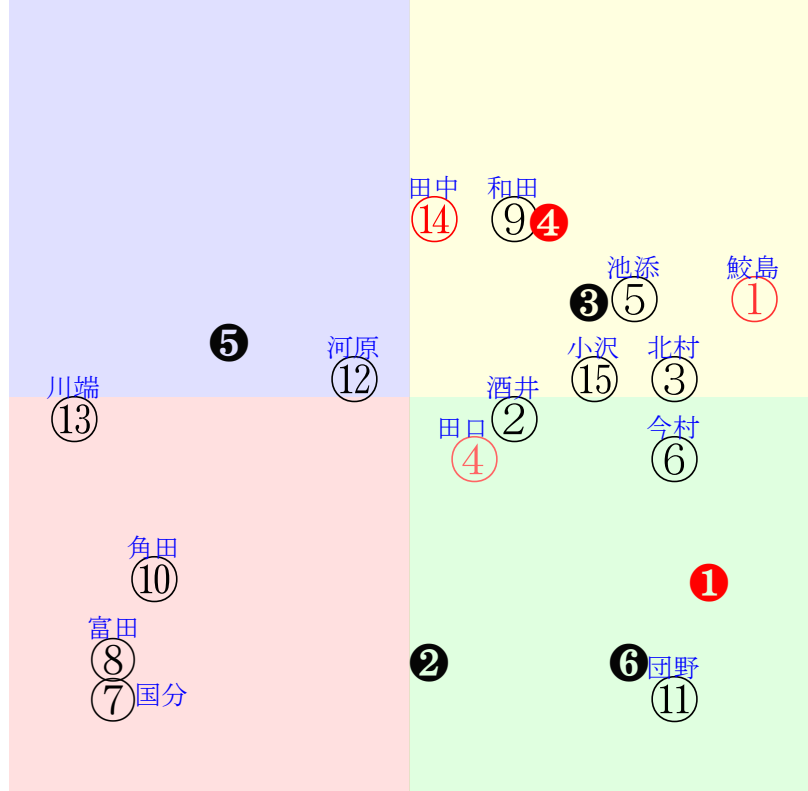 田中 和田
⑭ ⑨ ❹
池添 鮫島
❸ ⑤ ①
❺ 河原 小沢 北村
⑫ ⑮ ③
川端 酒井
⑬ ②
田口 今村
④ ⑥
角田
⑩ ❶
富田
⑧ ❷ ❻ 団野
⑦ 国分 ⑪